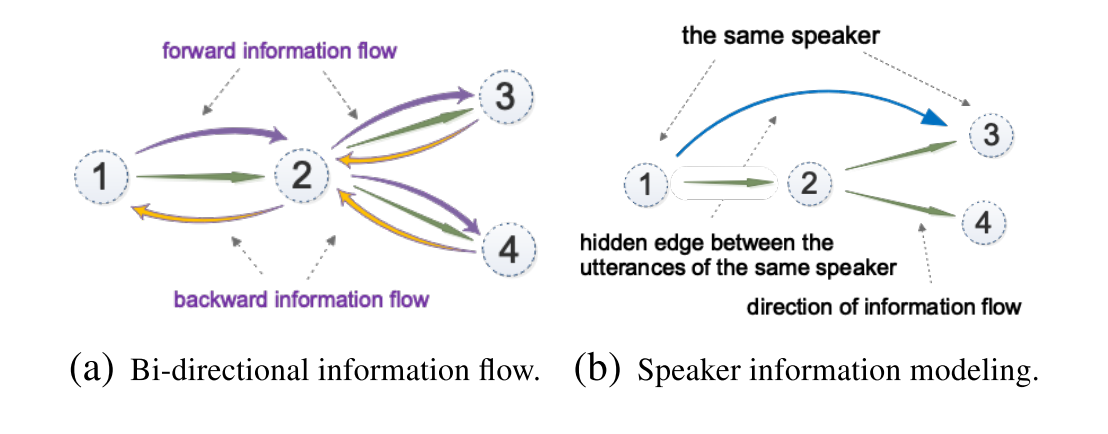 forward information flow
1
2
3
4
backward information flow
(a) Bi-directional information flow.
the same speaker
1
2
3
4
hidden edge between the
utterances of the same speaker
direction of information flow
(b) Speaker information modeling.